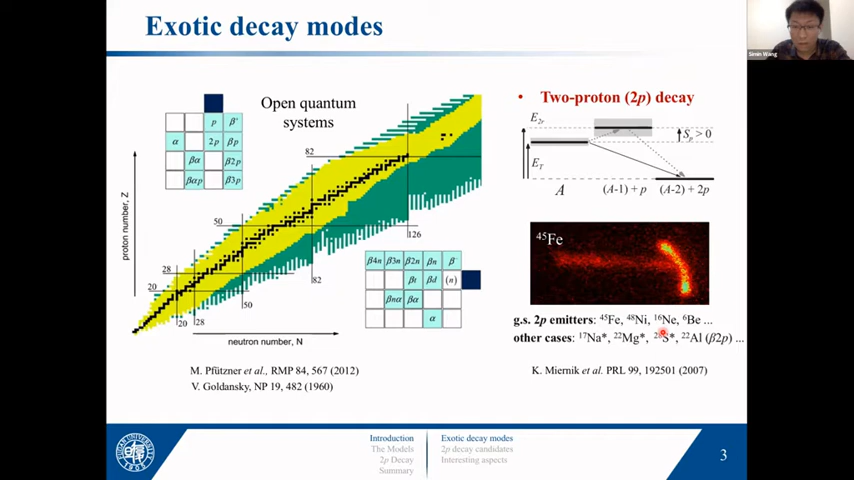 Exotic decay modes
Simin Wang
Open quantum
systems
p β⁺
α 2p βp
βα β2p
βαp β3p
proton number, Z
82
50
28
20
20
28
50
82
126
neutron number, N
β4n β3n β2n βn β⁻
βt βd (n)
βnα βα
α
M. Pfützner et al., RMP 84, 567 (2012)
V. Goldansky, NP 19, 482 (1960)
• Two-proton (2p) decay
Sp > 0
ET
A (A-1) + p (A-2) + 2p
⁴⁵Fe
g.s. 2p emitters: ⁴⁵Fe, ⁴⁸Ni, ¹⁶Ne, ⁶Be ...
other cases: ¹⁷Na*, ²²Mg*, S*, ²²Al (β2p) ...
K. Miernik et al. PRL 99, 192501 (2007)
Introduction
The Models
2p Decay
Summary
Exotic decay modes
2p decay candidates
Interesting aspects
3